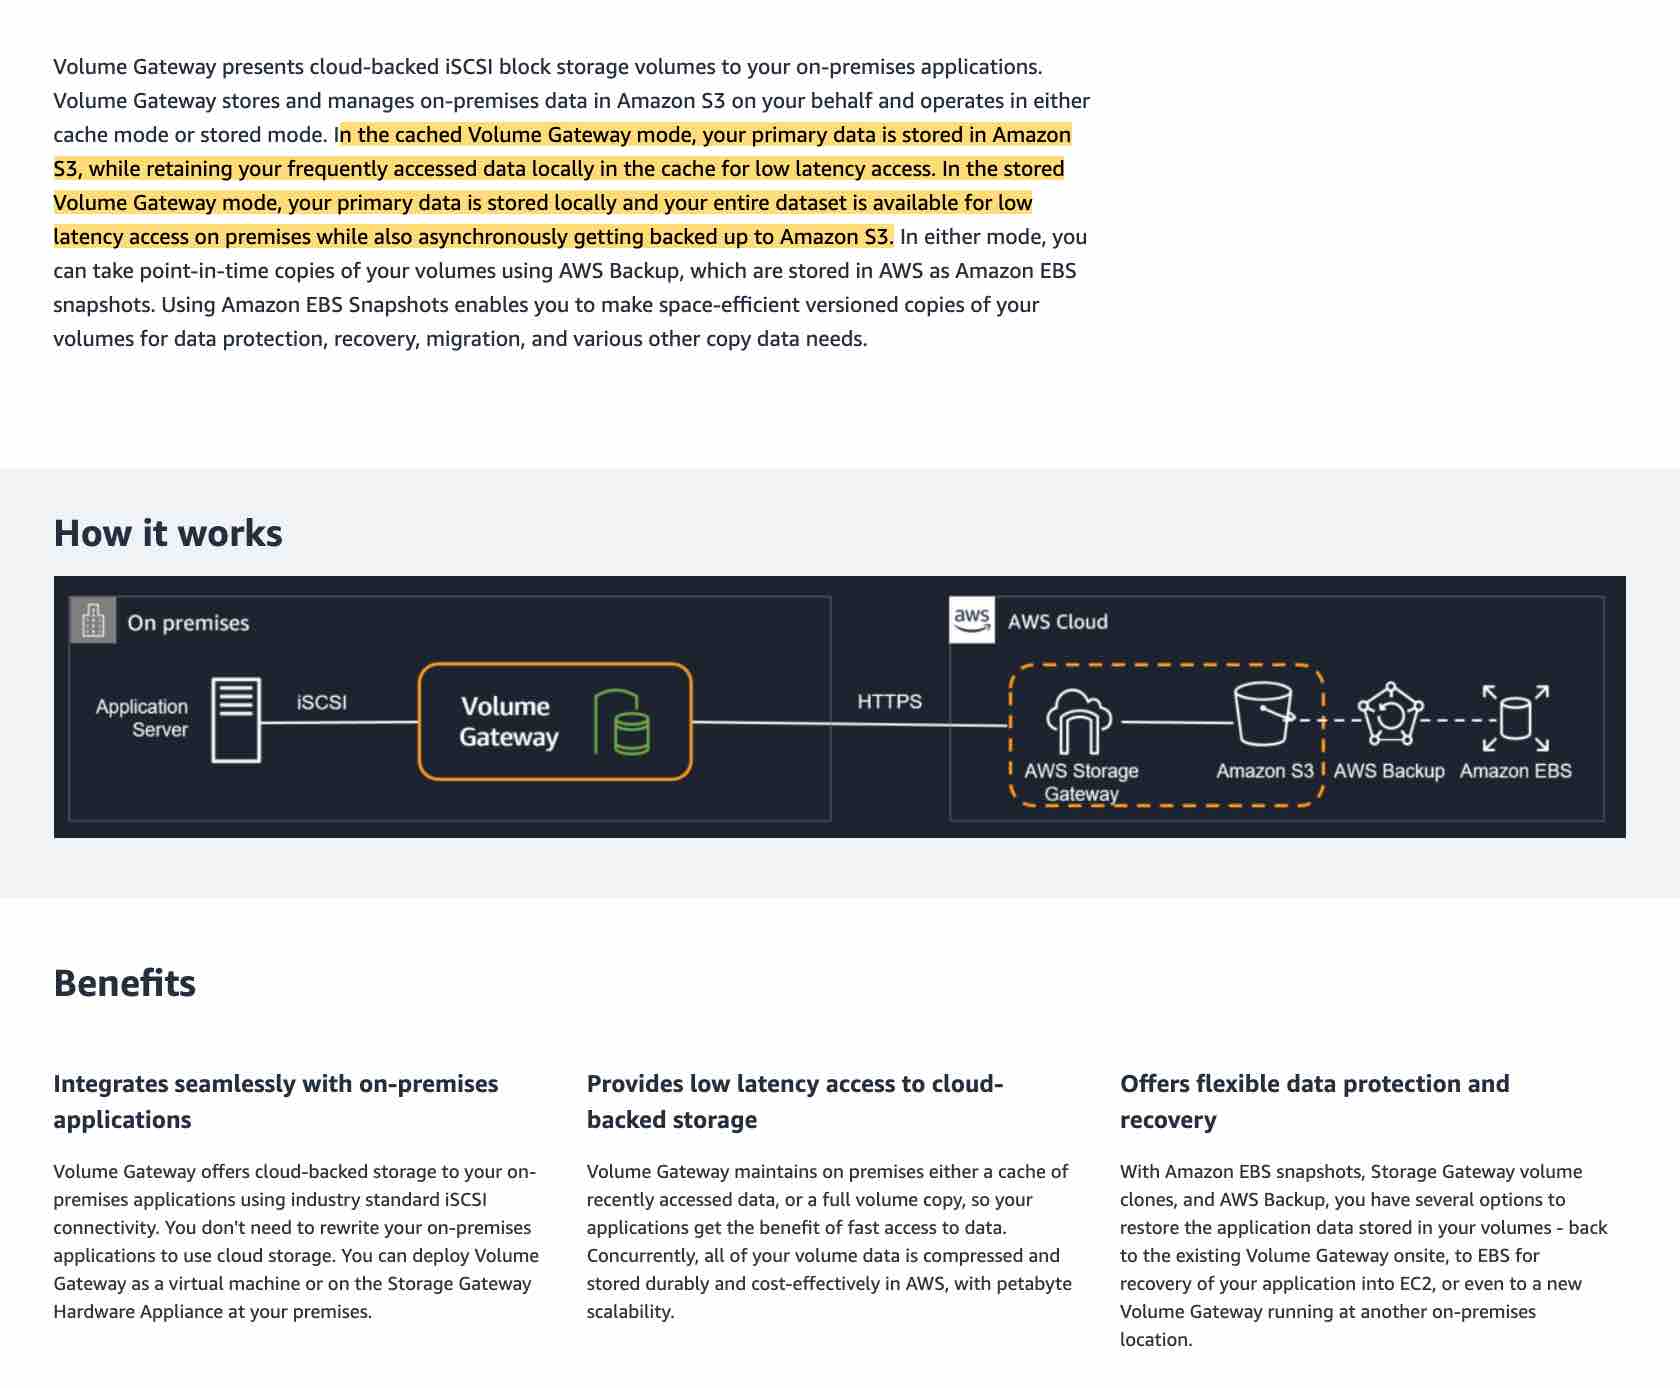 Volume Gateway presents cloud-backed iSCSI block storage volumes to your on-premises applications.
Volume Gateway stores and manages on-premises data in Amazon S3 on your behalf and operates in either
cache mode or stored mode. In the cached Volume Gateway mode, your primary data is stored in Amazon
S3, while retaining your frequently accessed data locally in the cache for low latency access. In the stored
Volume Gateway mode, your primary data is stored locally and your entire dataset is available for low
latency access on premises while also asynchronously getting backed up to Amazon S3. In either mode, you
can take point-in-time copies of your volumes using AWS Backup, which are stored in AWS as Amazon EBS
snapshots. Using Amazon EBS Snapshots enables you to make space-efficient versioned copies of your
volumes for data protection, recovery, migration, and various other copy data needs.
How it works
On premises
Application
Server
iSCSI
Volume
Gateway
HTTPS
aws
AWS Cloud
AWS Storage
Gateway
Amazon S3
AWS Backup
Amazon EBS
Benefits
Integrates seamlessly with on-premises
applications
Volume Gateway offers cloud-backed storage to your on-
premises applications using industry standard iSCSI
connectivity. You don't need to rewrite your on-premises
applications to use cloud storage. You can deploy Volume
Gateway as a virtual machine or on the Storage Gateway
Hardware Appliance at your premises.
Provides low latency access to cloud-
backed storage
Volume Gateway maintains on premises either a cache of
recently accessed data, or a full volume copy, so your
applications get the benefit of fast access to data.
Concurrently, all of your volume data is compressed and
stored durably and cost-effectively in AWS, with petabyte
scalability.
Offers flexible data protection and
recovery
With Amazon EBS snapshots, Storage Gateway volume
clones, and AWS Backup, you have several options to
restore the application data stored in your volumes - back
to the existing Volume Gateway onsite, to EBS for
recovery of your application into EC2, or even to a new
Volume Gateway running at another on-premises
location.